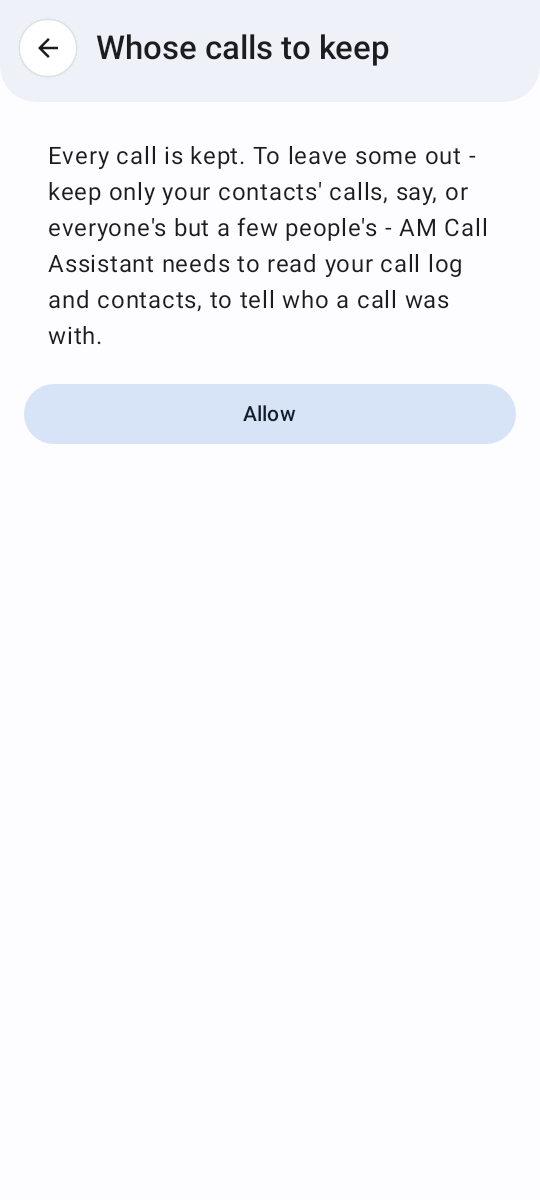 Whose calls to keep
Every call is kept. To leave some out -
keep only your contacts' calls, say, or
everyone's but a few people's - AM Call
Assistant needs to read your call log
and contacts, to tell who a call was
with.
Allow